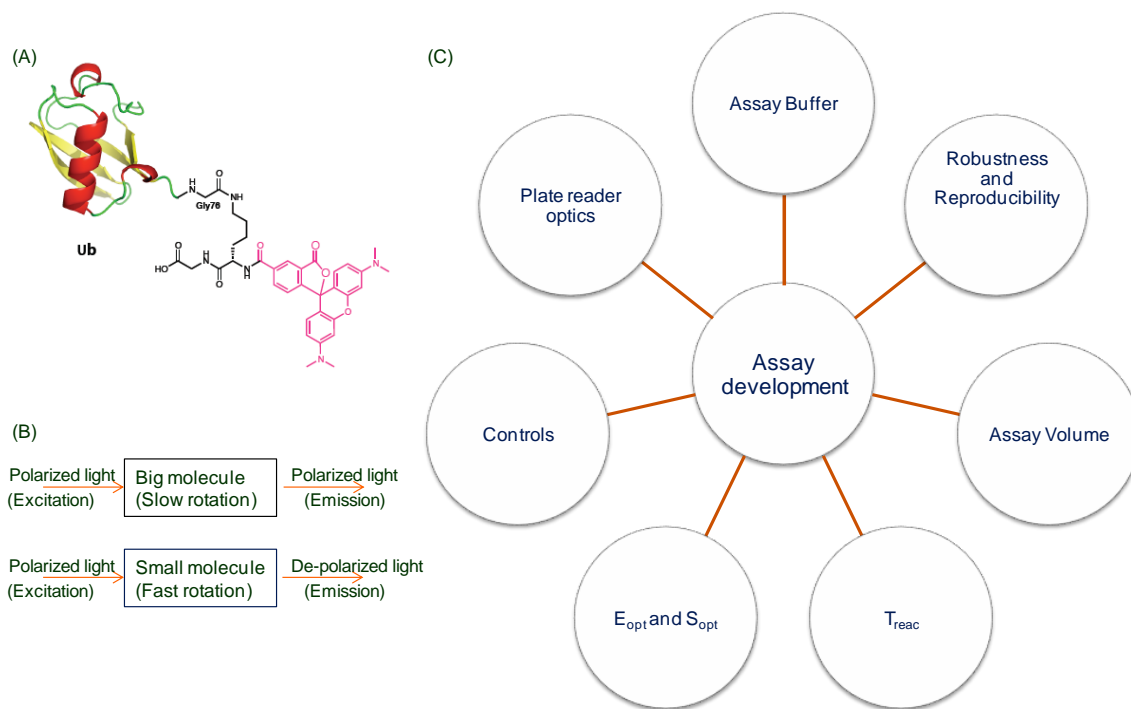 (A)
H
N
O
Gly76
NH
Ub
O
HO
H
N
O
N
H
O
O
O
N
O
N
(B)
Polarized light
(Excitation)
Big molecule
(Slow rotation)
Polarized light
(Emission)
Polarized light
(Excitation)
Small molecule
(Fast rotation)
De-polarized light
(Emission)
(C)
Assay Buffer
Robustness
and
Reproducibility
Assay Volume
Treac
Eopt and Sopt
Controls
Plate reader
optics
Assay
development